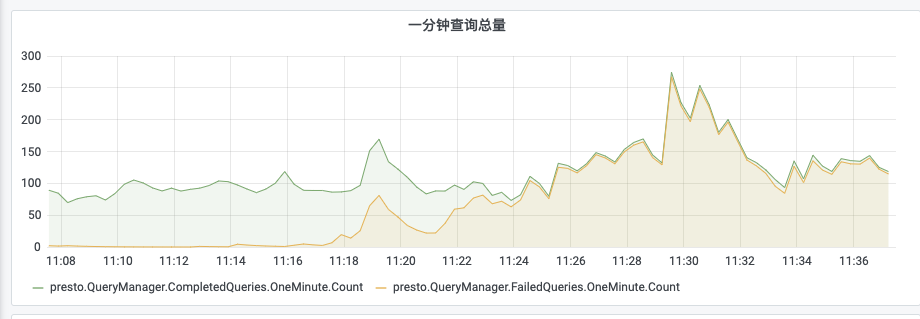 一分钟查询总量
300
250
200
150
100
50
0
11:08 11:10 11:12 11:14 11:16 11:18 11:20 11:22 11:24 11:26 11:28 11:30 11:32 11:34 11:36
presto.QueryManager.CompletedQueries.OneMinute.Count presto.QueryManager.FailedQueries.OneMinute.Count